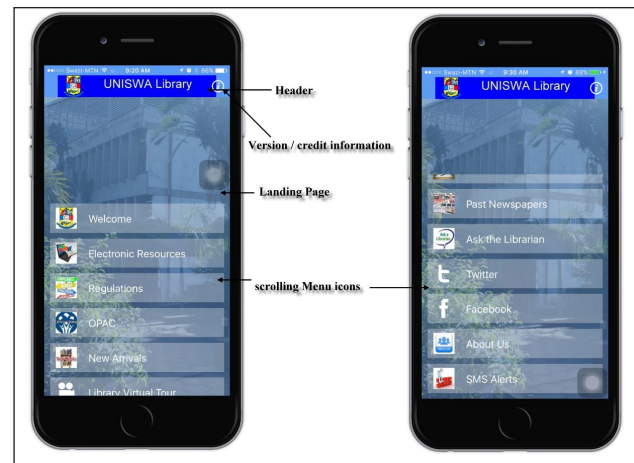 Swazi-MTN 9:20 AM 86%
UNISWA Library
Welcome
Electronic Resources
Regulations
OPAC
New Arrivals
Library Virtual Tour
Header
Version / credit information
Landing Page
scrolling Menu icons
Swazi-MTN 9:30 AM 88%
UNISWA Library
Past Newspapers
Ask the Librarian
Twitter
Facebook
About Us
SMS Alerts